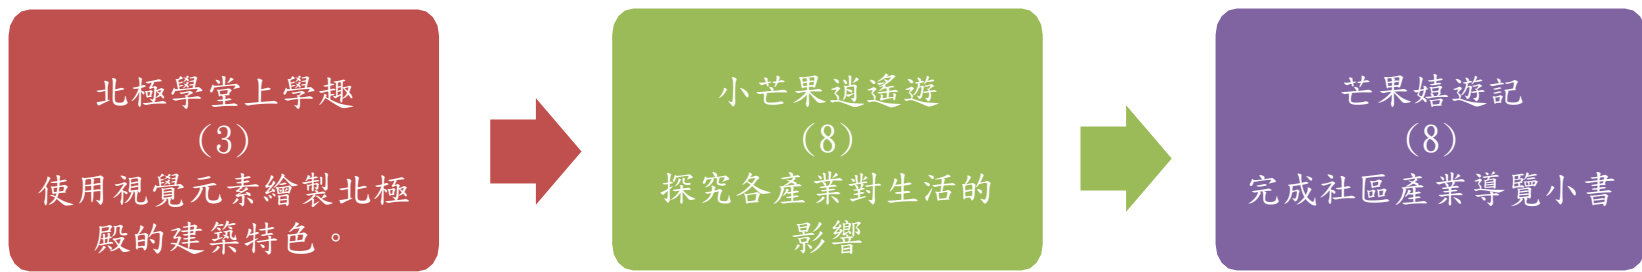 北極學堂上學趣
(3)
使用視覺元素繪製北極
殿的建築特色。
小芒果逍遙遊
(8)
探究各產業對生活的
影響
芒果嬉遊記
(8)
完成社區產業導覽小書